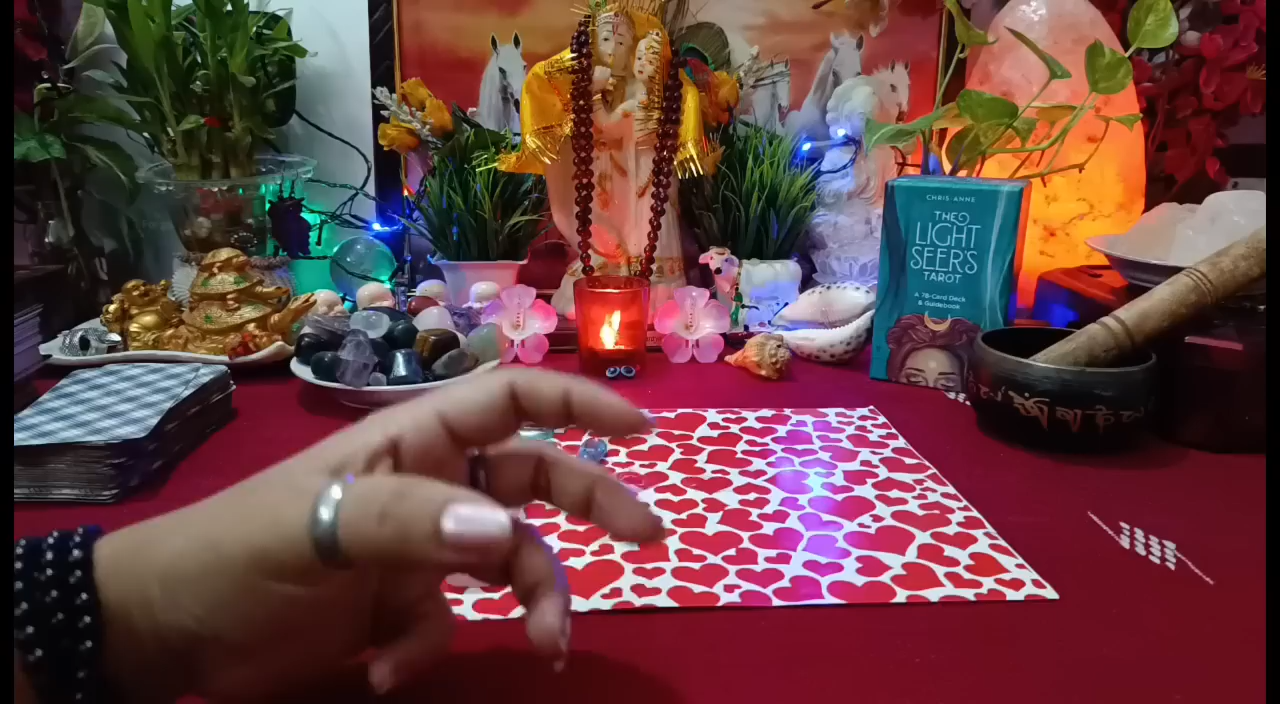 CHRIS-ANNE
THE
LIGHT
SEER'S
TAROT
A 78-Card Deck
& Guidebook